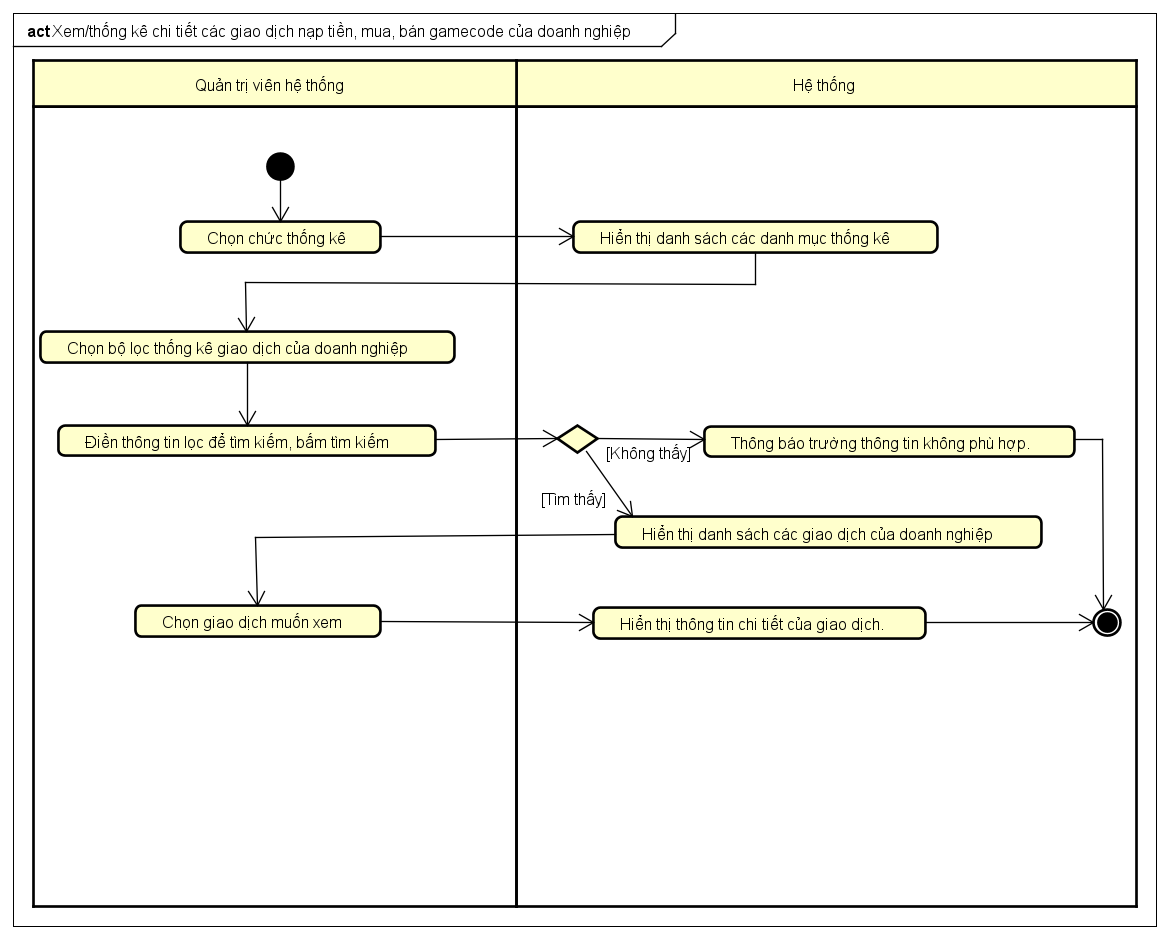 act Xem/thống kê chi tiết các giao dịch nạp tiền, mua, bán gamecode của doanh nghiệp
Quản trị viên hệ thống
Hệ thống
Chọn chức thống kê
Hiển thị danh sách các danh mục thống kê
Chọn bộ lọc thống kê giao dịch của doanh nghiệp
Điền thông tin lọc để tìm kiếm, bấm tìm kiếm
[Không thấy]
Thông báo trường thông tin không phù hợp.
[Tìm thấy]
Hiển thị danh sách các giao dịch của doanh nghiệp
Chọn giao dịch muốn xem
Hiển thị thông tin chi tiết của giao dịch.